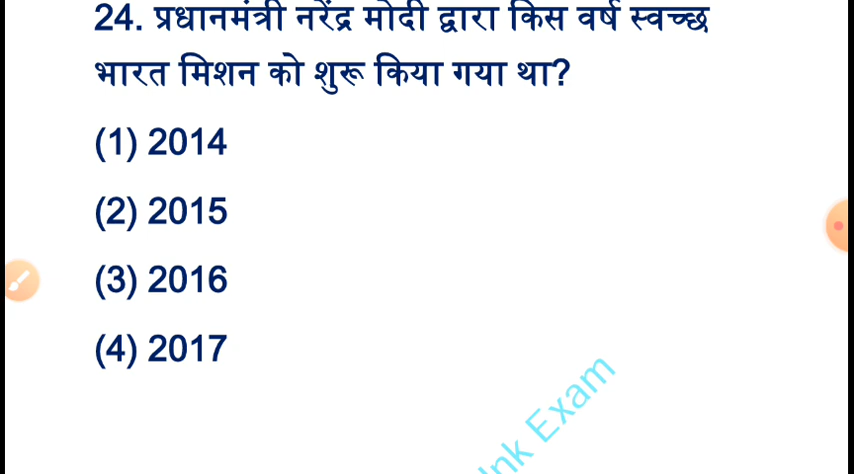 24. प्रधानमंत्री नरेंद्र मोदी द्वारा किस वर्ष स्वच्छ
भारत मिशन को शुरू किया गया था?
(1) 2014
(2) 2015
(3) 2016
(4) 2017
Exam